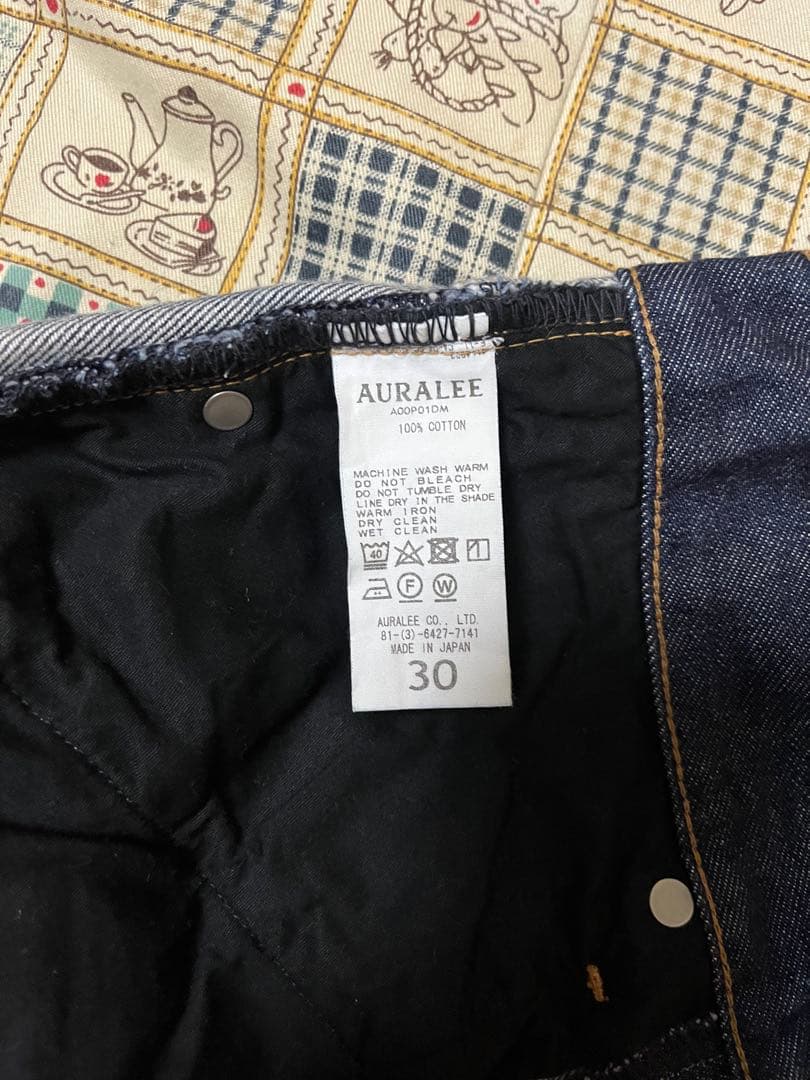 AURALEE
A00P01DM
100% COTTON
MACHINE WASH WARM
DO NOT BLEACH
DO NOT TUMBLE DRY
LINE DRY IN THE SHADE
WARM IRON
DRY CLEAN
WET CLEAN
40
F W
AURALEE CO., LTD.
81-(3)-6427-7141
MADE IN JAPAN
30